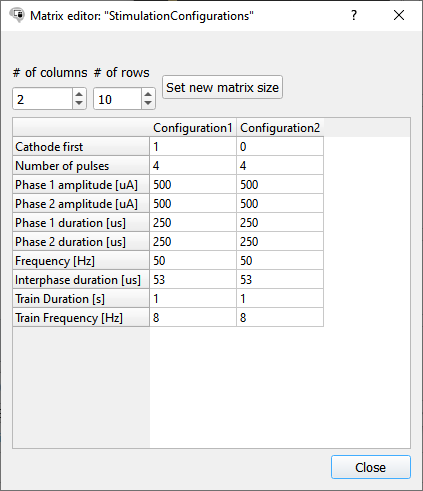 Matrix editor: "StimulationConfigurations"
# of columns # of rows
2 10 Set new matrix size
Configuration1 Configuration2
Cathode first 1 0
Number of pulses 4 4
Phase 1 amplitude [uA] 500 500
Phase 2 amplitude [uA] 500 500
Phase 1 duration [us] 250 250
Phase 2 duration [us] 250 250
Frequency [Hz] 50 50
Interphase duration [us] 53 53
Train Duration [s] 1 1
Train Frequency [Hz] 8 8
Close